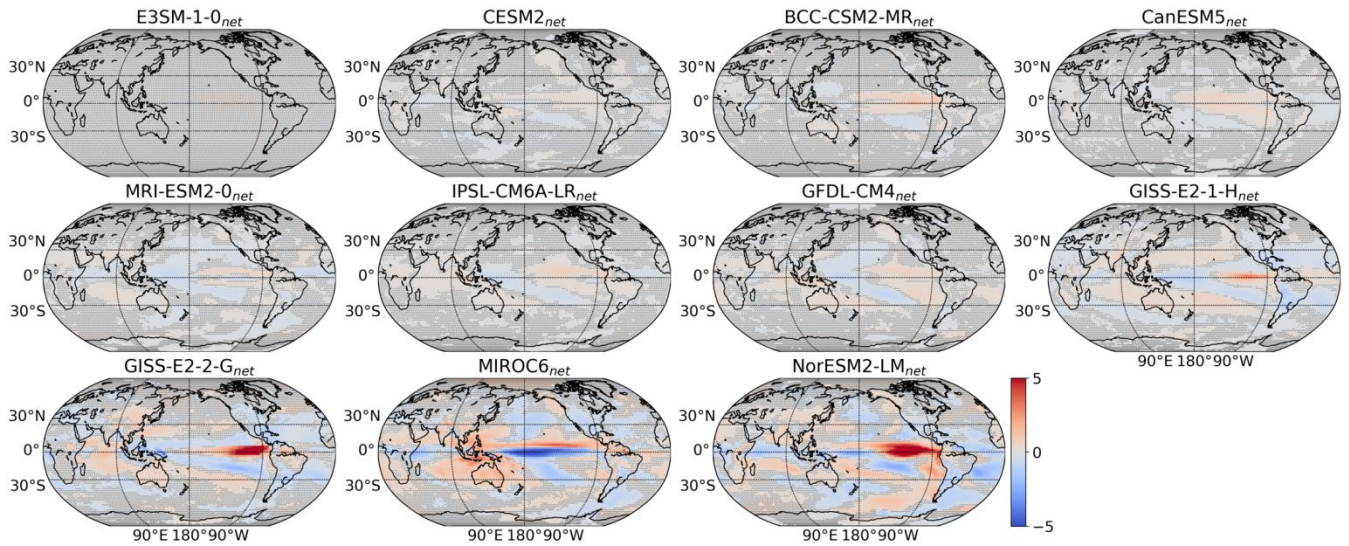 E3SM-1-0net CESM2net BCC-CSM2-MRnet CanESM5net
30°N
0°
30°S
30°N
0°
30°S
30°N
0°
30°S
30°N
0°
30°S
MRI-ESM2-0net IPSL-CM6A-LRnet GFDL-CM4net GISS-E2-1-Hnet
30°N
0°
30°S
30°N
0°
30°S
30°N
0°
30°S
30°N
0°
30°S
90°E 180° 90°W
GISS-E2-2-Gnet MIROC6net NorESM2-LMnet
30°N
0°
30°S
90°E 180° 90°W
30°N
0°
30°S
90°E 180° 90°W
30°N
0°
30°S
90°E 180° 90°W
5
0
−5